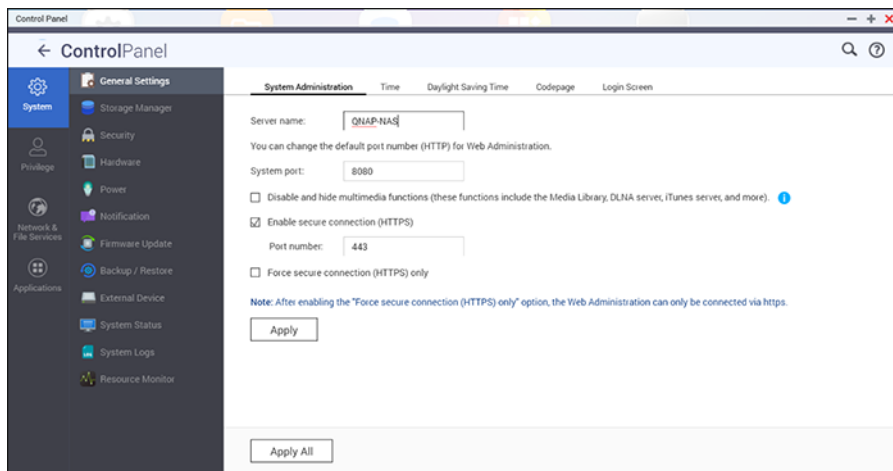 Control Panel
ControlPanel
System
Privilege
Network &
File Services
Applications
General Settings
Storage Manager
Security
Hardware
Power
Notification
Firmware Update
Backup / Restore
External Device
System Status
System Logs
Resource Monitor
System Administration Time Daylight Saving Time Codepage Login Screen
Server name: QNAP-NAS
You can change the default port number (HTTP) for Web Administration.
System port: 8080
Disable and hide multimedia functions (these functions include the Media Library, DLNA server, iTunes server, and more).
Enable secure connection (HTTPS)
Port number: 443
Force secure connection (HTTPS) only
Note: After enabling the "Force secure connection (HTTPS) only" option, the Web Administration can only be connected via https.
Apply
Apply All